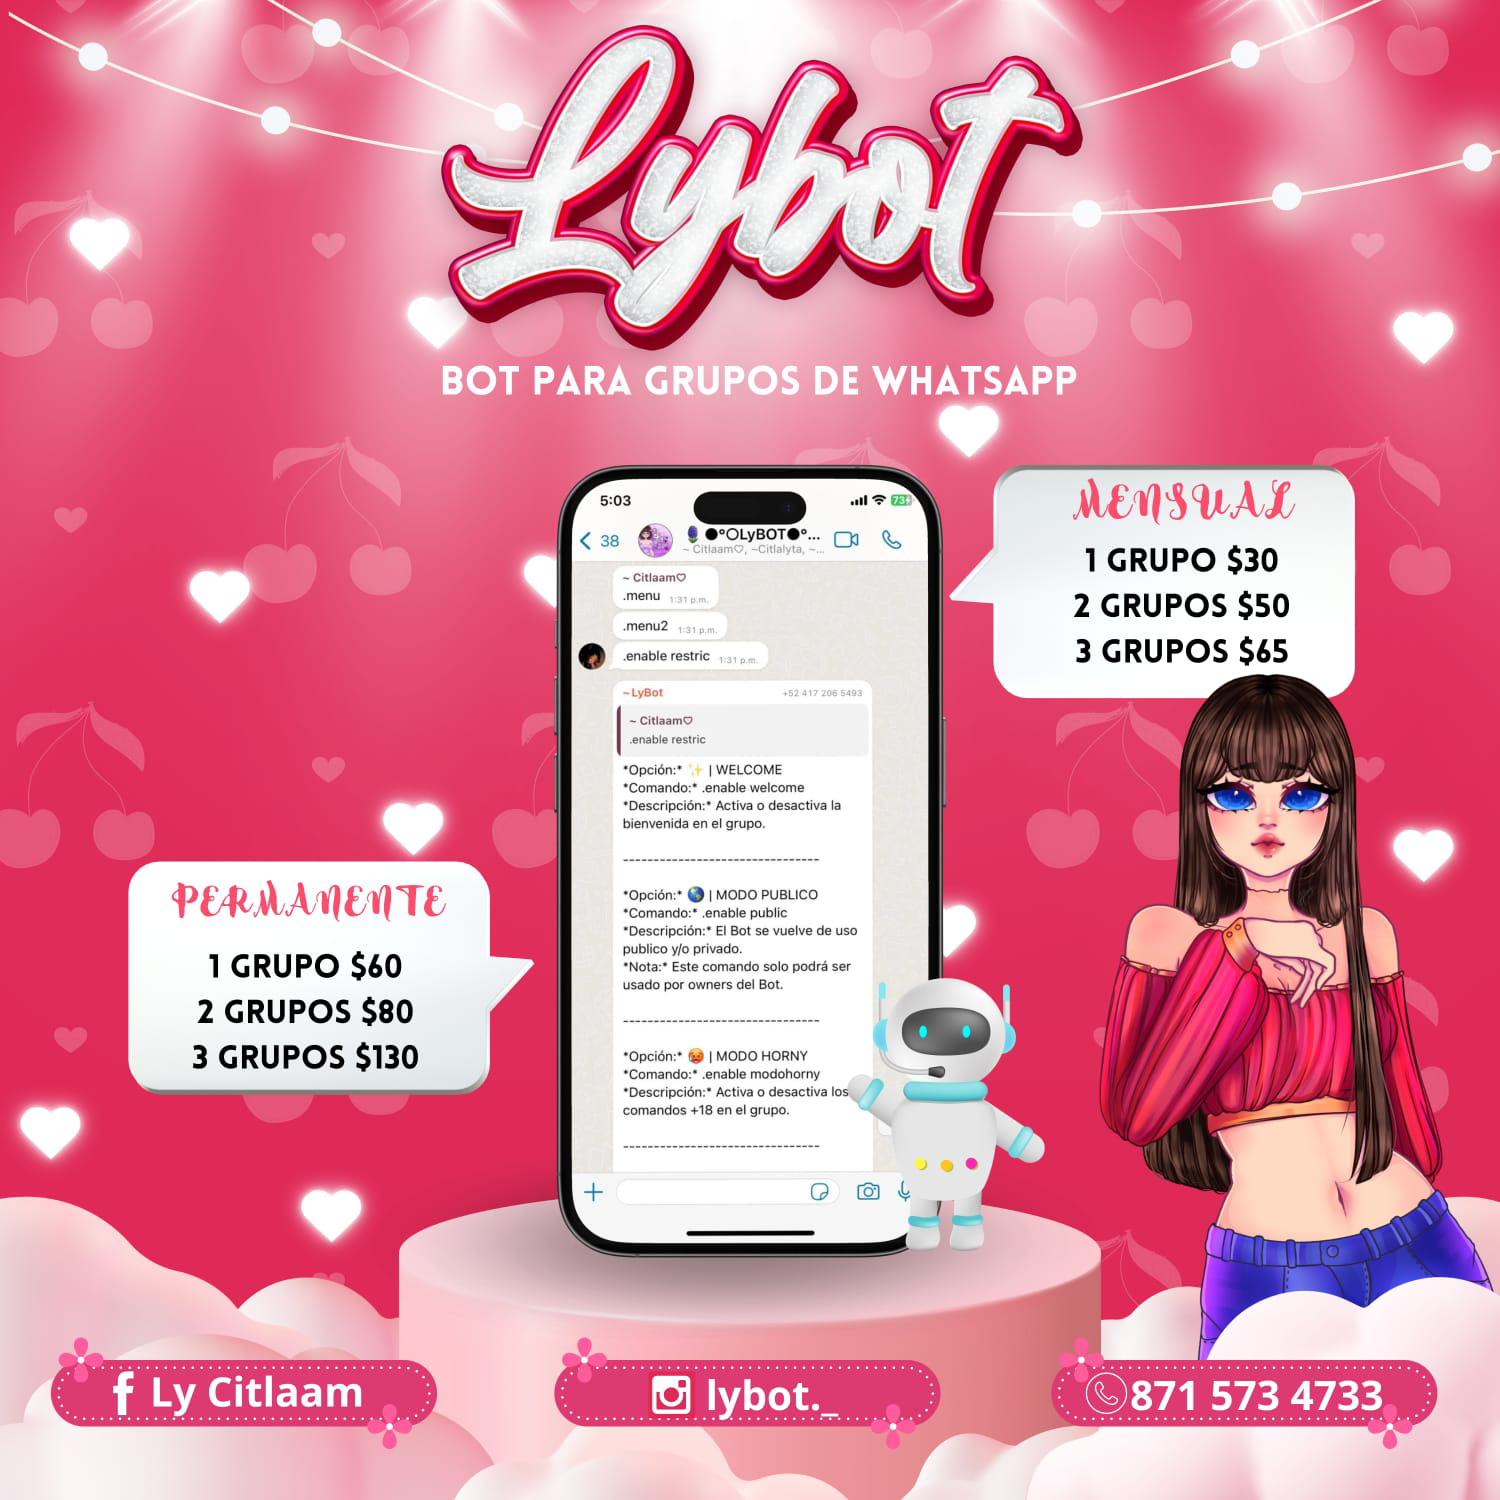 Lybot
BOT PARA GRUPOS DE WHATSAPP
MENSUAL
1 GRUPO $30
2 GRUPOS $50
3 GRUPOS $65
PERMANENTE
1 GRUPO $60
2 GRUPOS $80
3 GRUPOS $130
5:03
73
38
●°○LyBOT●°...
~ Citlaam♡, ~Citlalyta, ~...
~ Citlaam♡
.menu 1:31 p.m.
.menu2 1:31 p.m.
.enable restric 1:31 p.m.
~LyBot +52 417 206 5493
~ Citlaam♡
.enable restric
*Opción:* ✨ | WELCOME
*Comando:* .enable welcome
*Descripción:* Activa o desactiva la
bienvenida en el grupo.
--------------------------------
*Opción:* 🌎 | MODO PUBLICO
*Comando:* .enable public
*Descripción:* El Bot se vuelve de uso
publico y/o privado.
*Nota:* Este comando solo podrá ser
usado por owners del Bot.
--------------------------------
*Opción:* 🥵 | MODO HORNY
*Comando:* .enable modohorny
*Descripción:* Activa o desactiva los
comandos +18 en el grupo.
--------------------------------
Ly Citlaam
lybot._
871 573 4733